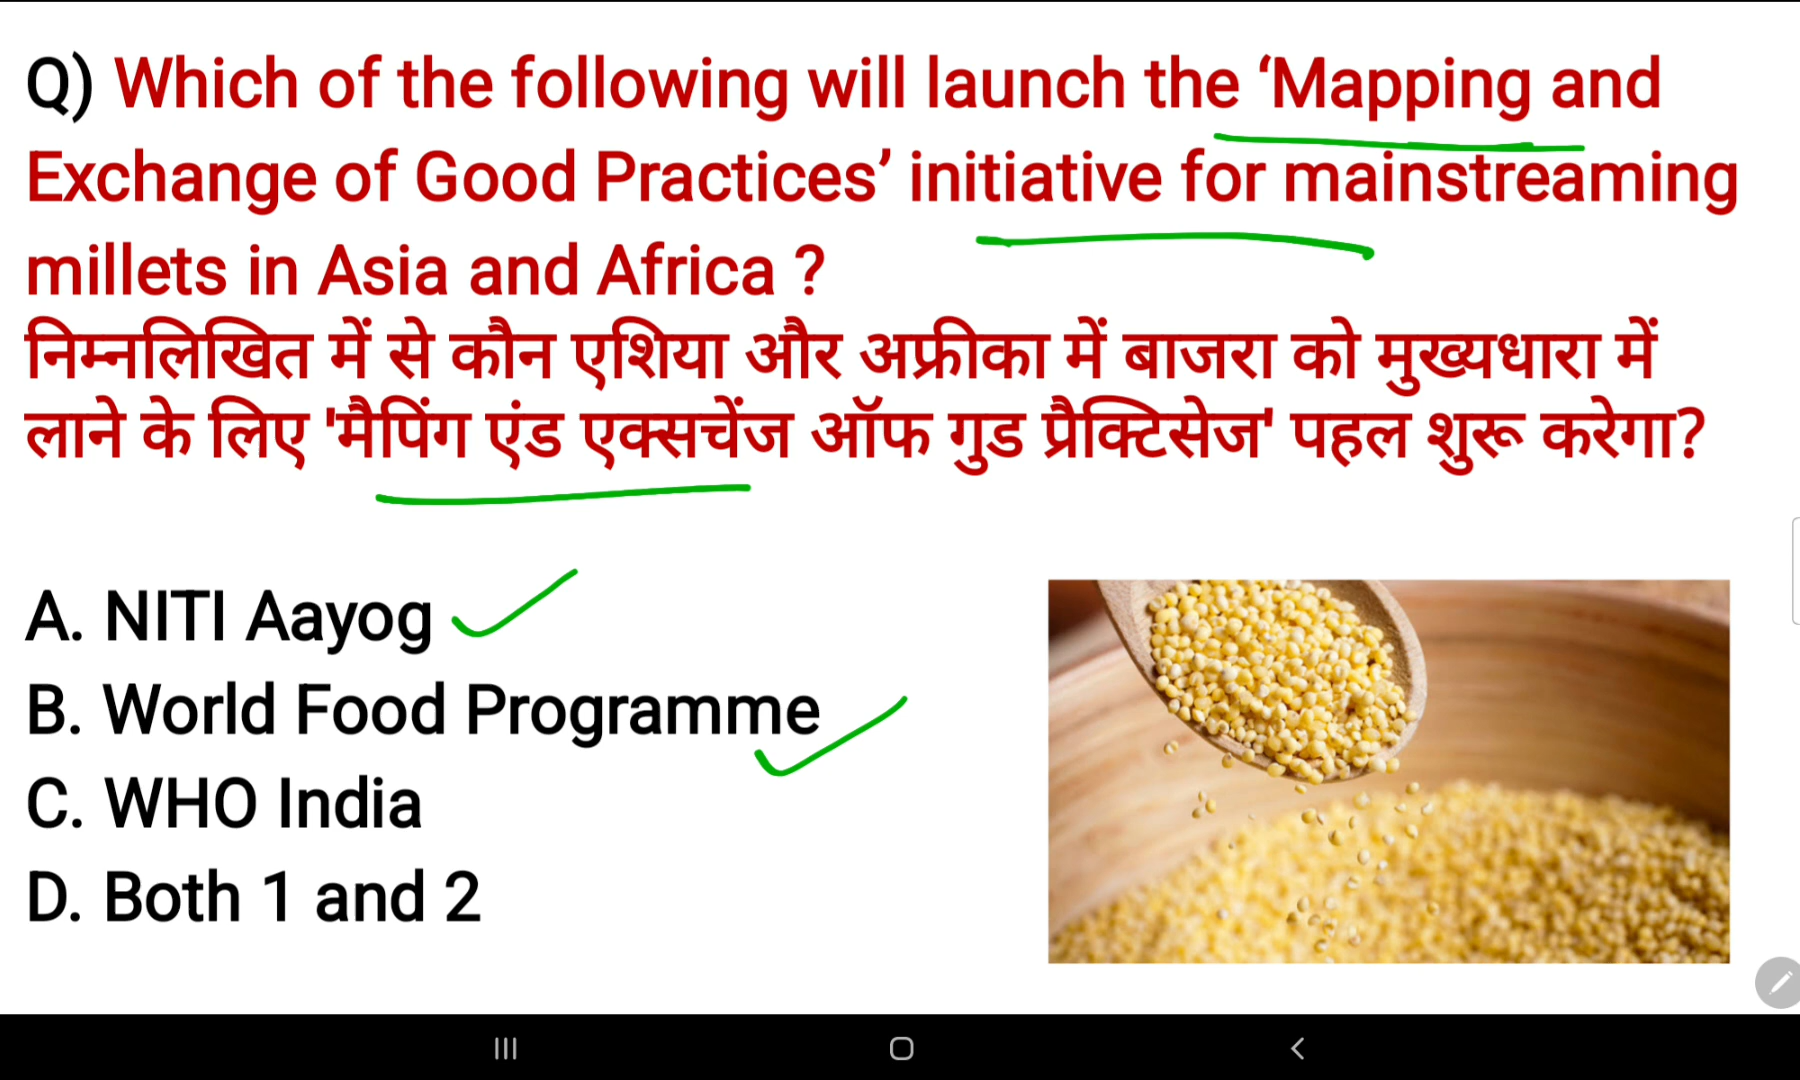 Q) Which of the following will launch the ‘Mapping and
Exchange of Good Practices’ initiative for mainstreaming
millets in Asia and Africa ?
निम्नलिखित में से कौन एशिया और अफ्रीका में बाजरा को मुख्यधारा में
लाने के लिए 'मैपिंग एंड एक्सचेंज ऑफ गुड प्रैक्टिसेज' पहल शुरू करेगा?
A. NITI Aayog
B. World Food Programme
C. WHO India
D. Both 1 and 2